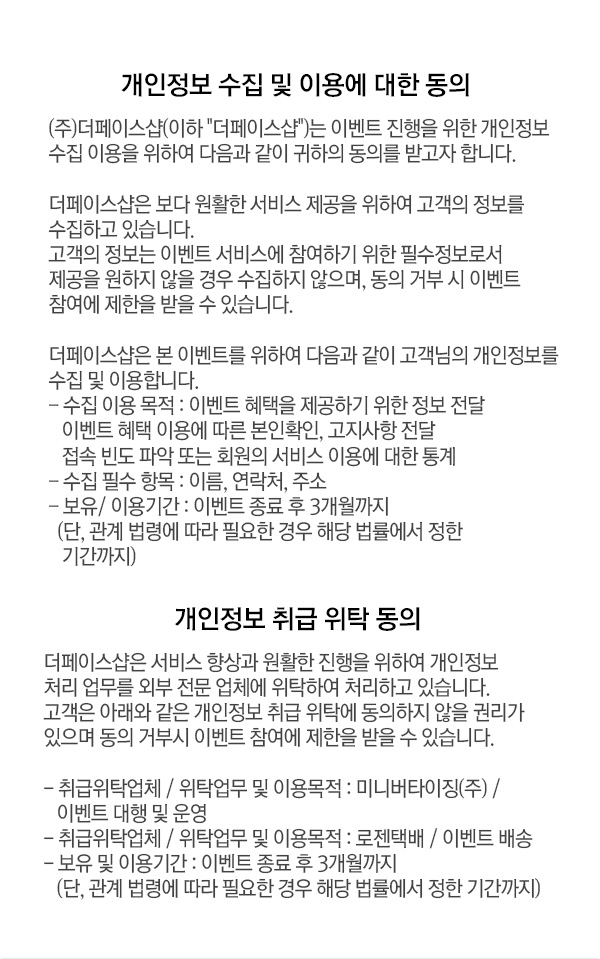 개인정보 수집 및 이용에 대한 동의
(주)더페이스샵(이하 "더페이스샵")는 이벤트 진행을 위한 개인정보
수집 이용을 위하여 다음과 같이 귀하의 동의를 받고자 합니다.
더페이스샵은 보다 원활한 서비스 제공을 위하여 고객의 정보를
수집하고 있습니다.
고객의 정보는 이벤트 서비스에 참여하기 위한 필수정보로서
제공을 원하지 않을 경우 수집하지 않으며, 동의 거부 시 이벤트
참여에 제한을 받을 수 있습니다.
더페이스샵은 본 이벤트를 위하여 다음과 같이 고객님의 개인정보를
수집 및 이용합니다.
– 수집 이용 목적 : 이벤트 혜택을 제공하기 위한 정보 전달
이벤트 혜택 이용에 따른 본인확인, 고지사항 전달
접속 빈도 파악 또는 회원의 서비스 이용에 대한 통계
– 수집 필수 항목 : 이름, 연락처, 주소
– 보유/ 이용기간 : 이벤트 종료 후 3개월까지
(단, 관계 법령에 따라 필요한 경우 해당 법률에서 정한
기간까지)
개인정보 취급 위탁 동의
더페이스샵은 서비스 향상과 원활한 진행을 위하여 개인정보
처리 업무를 외부 전문 업체에 위탁하여 처리하고 있습니다.
고객은 아래와 같은 개인정보 취급 위탁에 동의하지 않을 권리가
있으며 동의 거부시 이벤트 참여에 제한을 받을 수 있습니다.
– 취급위탁업체 / 위탁업무 및 이용목적 : 미니버타이징(주) /
이벤트 대행 및 운영
– 취급위탁업체 / 위탁업무 및 이용목적 : 로젠택배 / 이벤트 배송
– 보유 및 이용기간 : 이벤트 종료 후 3개월까지
(단, 관계 법령에 따라 필요한 경우 해당 법률에서 정한 기간까지)